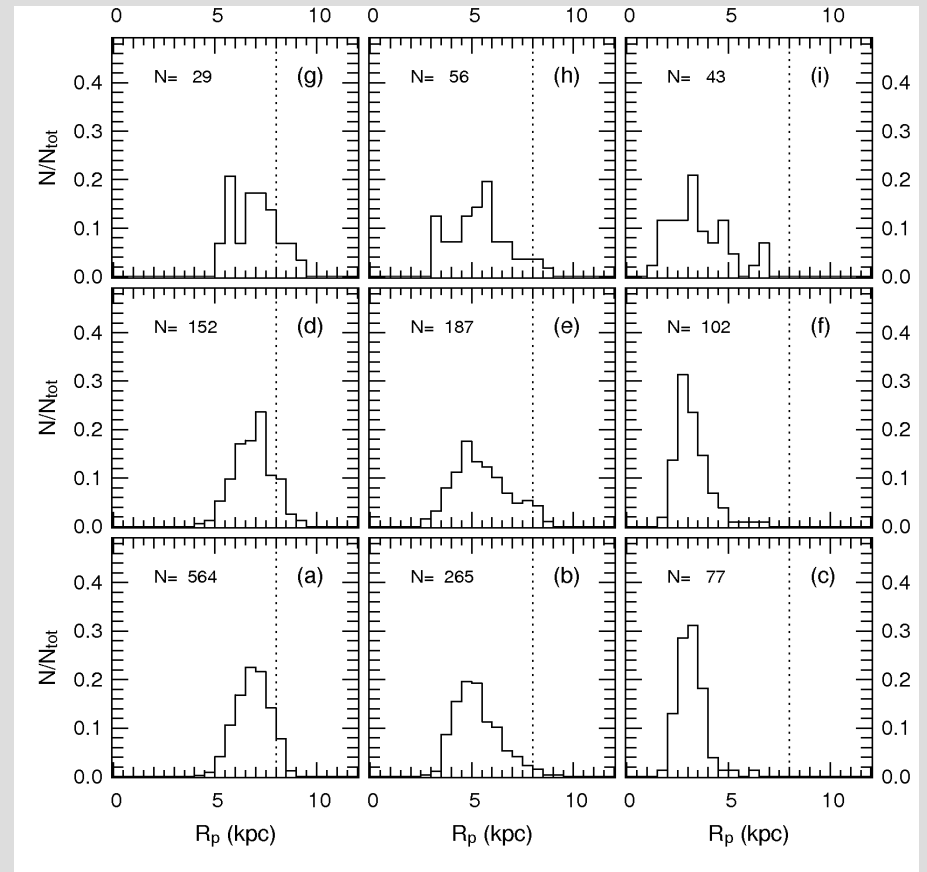 0 5 10 0 5 10 0 5 10
N= 29 (g) N= 56 (h) N= 43 (i)
0.4 0.4
0.3 0.3
0.2 0.2
0.1 0.1
0.0 0.0
N/Ntot
N= 152 (d) N= 187 (e) N= 102 (f)
0.4 0.4
0.3 0.3
0.2 0.2
0.1 0.1
0.0 0.0
N/Ntot
N= 564 (a) N= 265 (b) N= 77 (c)
0.4 0.4
0.3 0.3
0.2 0.2
0.1 0.1
0.0 0.0
N/Ntot
0 5 10 0 5 10 0 5 10
Rp (kpc) Rp (kpc) Rp (kpc)